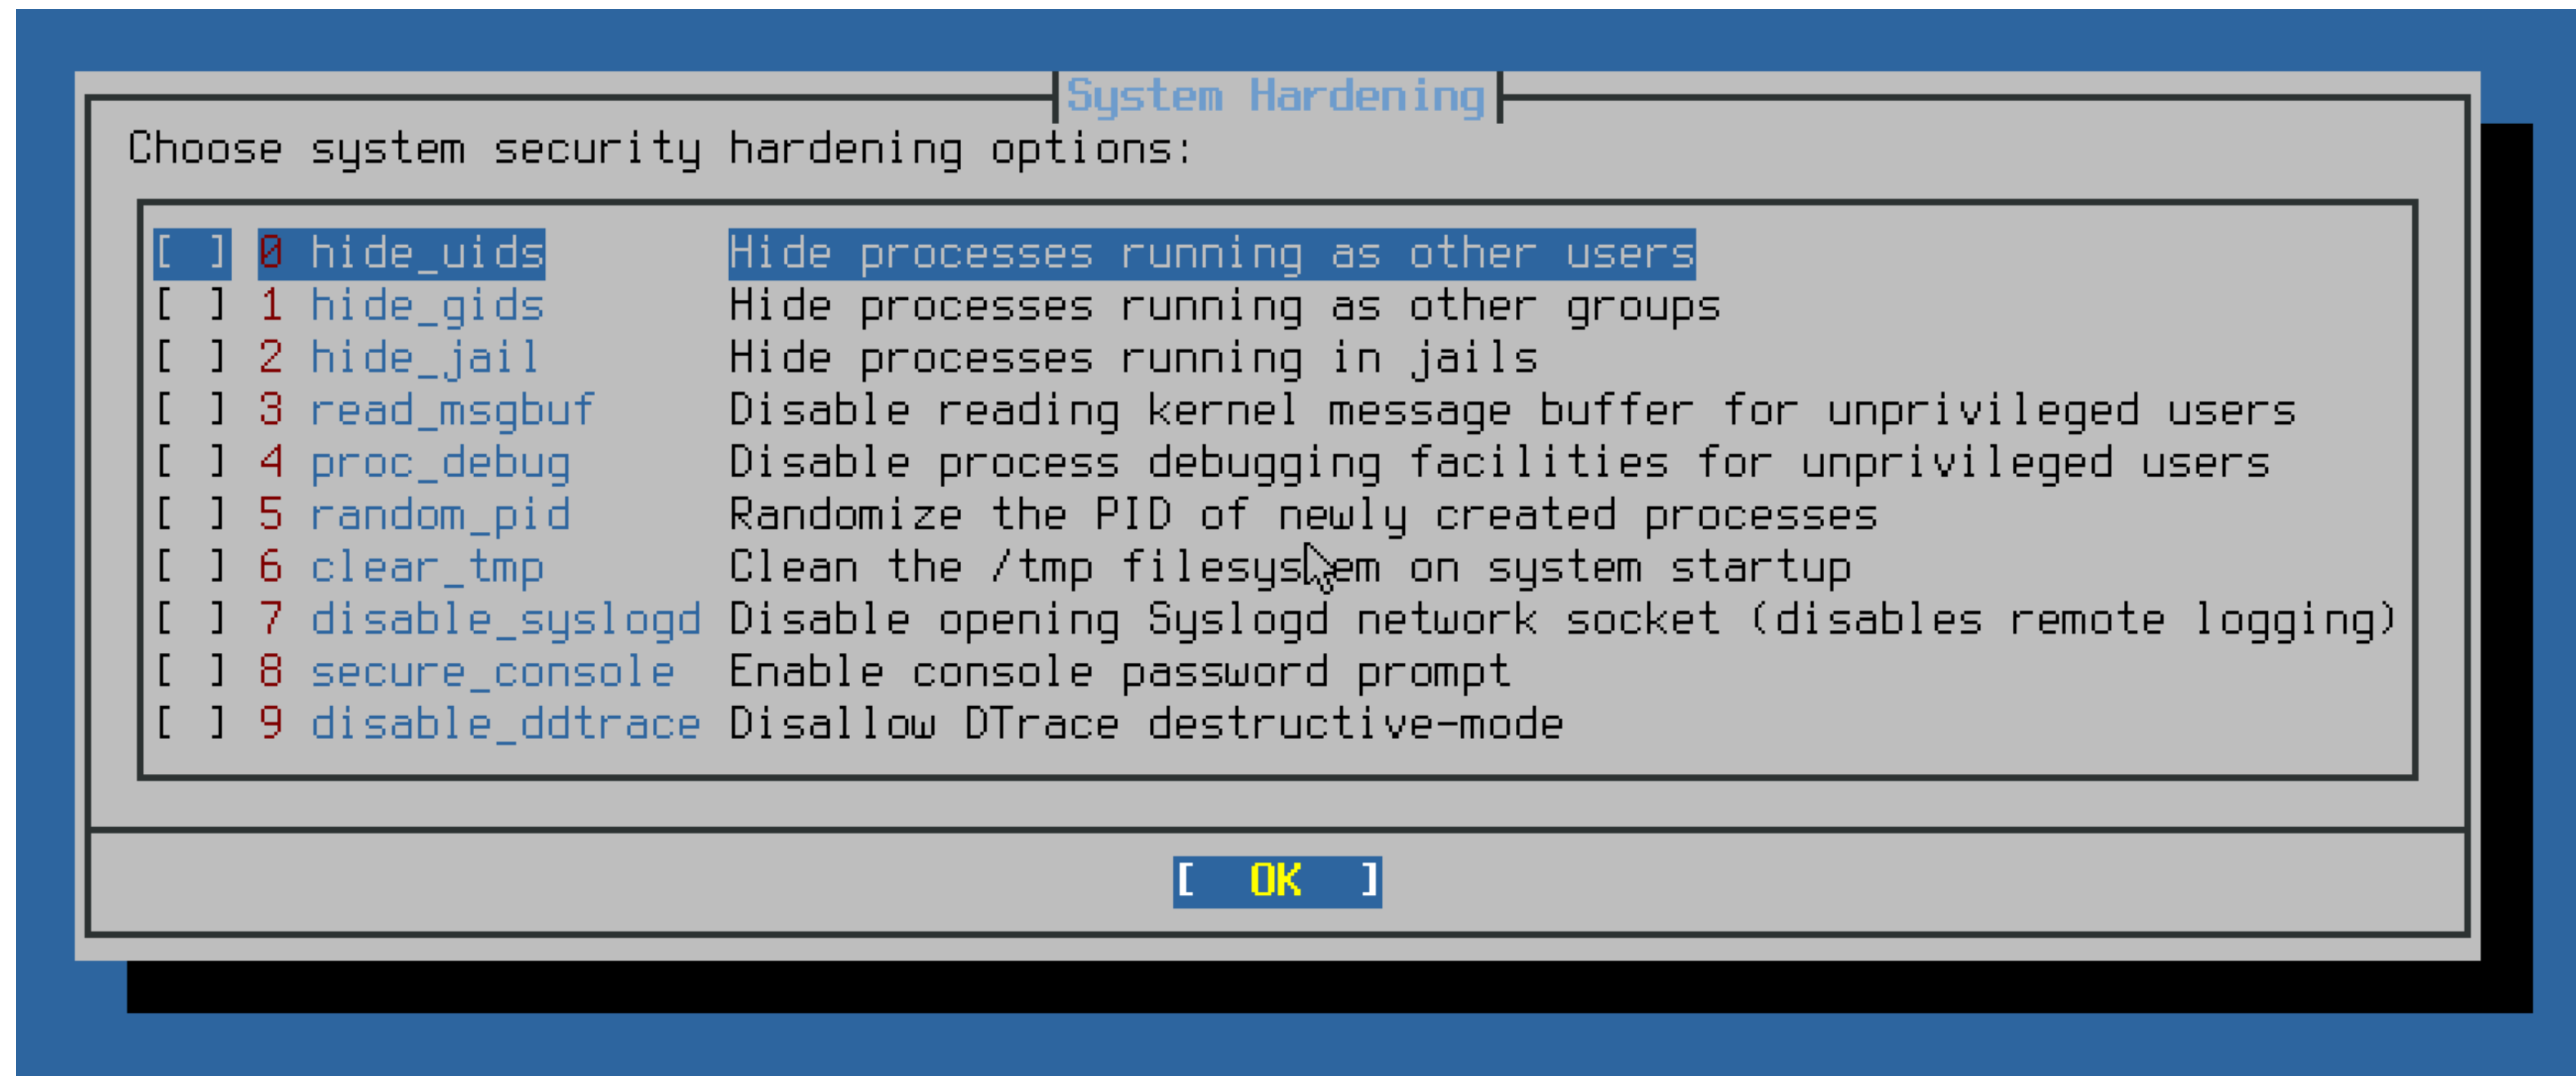 System Hardening
Choose system security hardening options:
[ ] 0 hide_uids Hide processes running as other users
[ ] 1 hide_gids Hide processes running as other groups
[ ] 2 hide_jail Hide processes running in jails
[ ] 3 read_msgbuf Disable reading kernel message buffer for unprivileged users
[ ] 4 proc_debug Disable process debugging facilities for unprivileged users
[ ] 5 random_pid Randomize the PID of newly created processes
[ ] 6 clear_tmp Clean the /tmp filesystem on system startup
[ ] 7 disable_syslogd Disable opening Syslogd network socket (disables remote logging)
[ ] 8 secure_console Enable console password prompt
[ ] 9 disable_ddtrace Disallow DTrace destructive-mode
[ OK ]